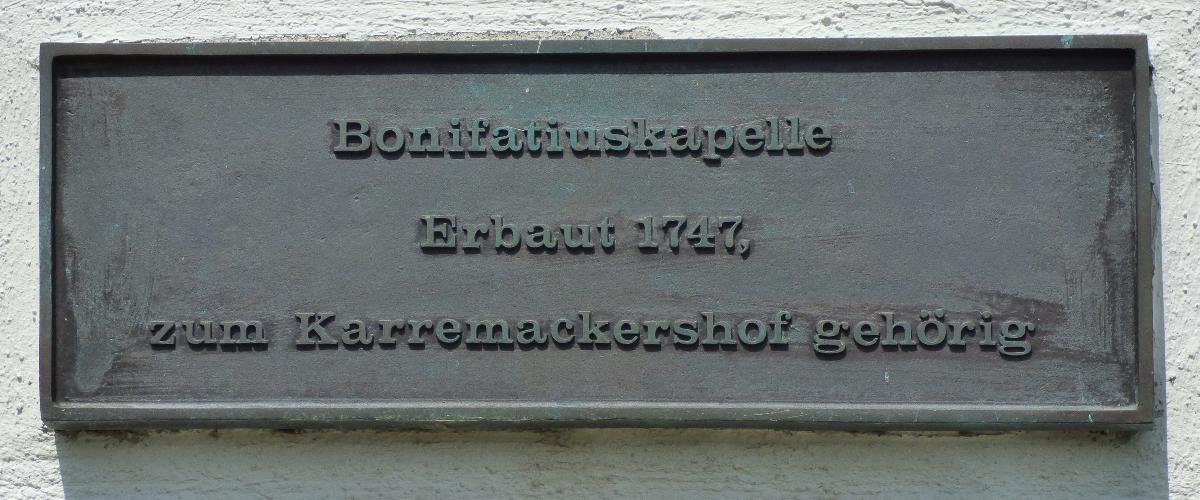 Bonifatiuskapelle
Erbaut 1747,
zum Karremackershof gehörig